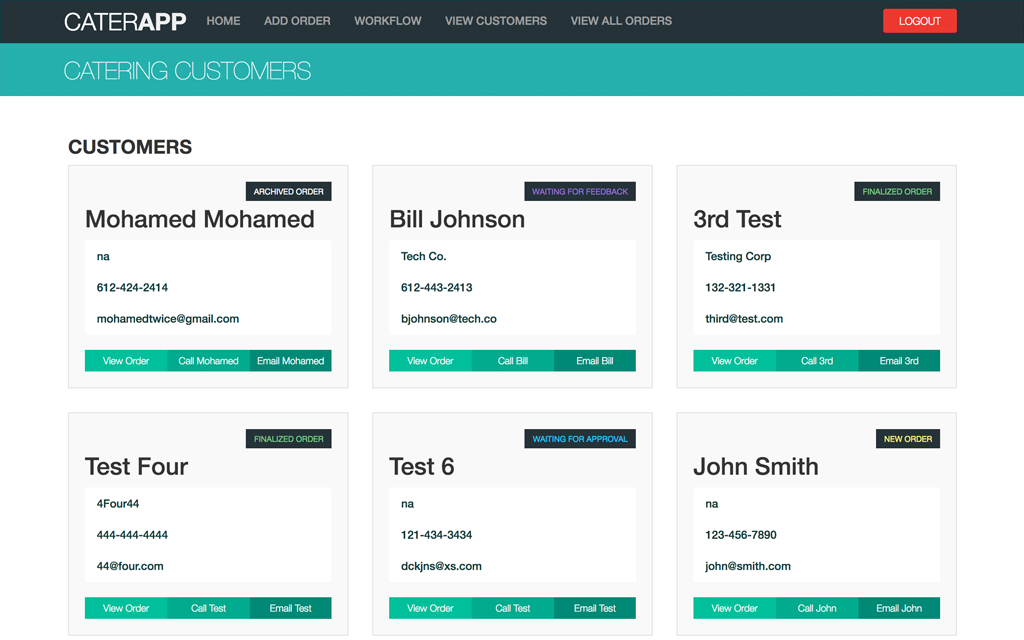 CATERAPP HOME ADD ORDER WORKFLOW VIEW CUSTOMERS VIEW ALL ORDERS LOGOUT
CATERING CUSTOMERS
CUSTOMERS
ARCHIVED ORDER
Mohamed Mohamed
na
612-424-2414
mohamedtwice@gmail.com
View Order Call Mohamed Email Mohamed
WAITING FOR FEEDBACK
Bill Johnson
Tech Co.
612-443-2413
bjohnson@tech.co
View Order Call Bill Email Bill
FINALIZED ORDER
3rd Test
Testing Corp
132-321-1331
third@test.com
View Order Call 3rd Email 3rd
FINALIZED ORDER
Test Four
4Four44
444-444-4444
44@four.com
View Order Call Test Email Test
WAITING FOR APPROVAL
Test 6
na
121-434-3434
dckjns@xs.com
View Order Call Test Email Test
NEW ORDER
John Smith
na
123-456-7890
john@smith.com
View Order Call John Email John